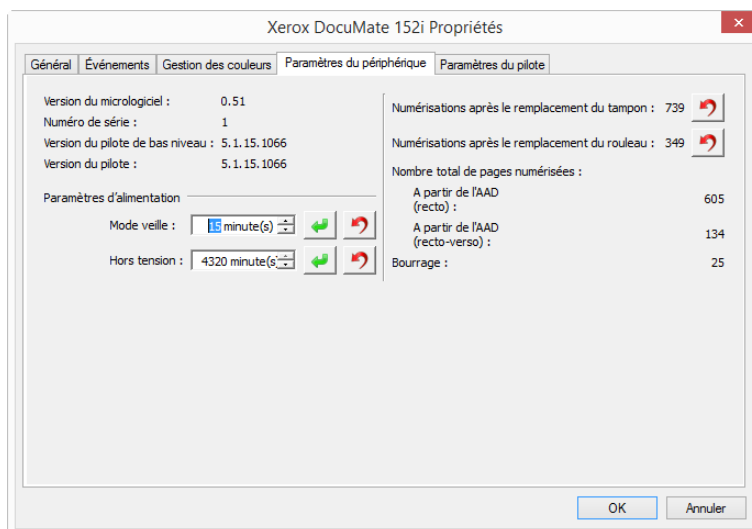 Xerox DocuMate 152i Propriétés
Général
Événements
Gestion des couleurs
Paramètres du périphérique
Paramètres du pilote
Version du micrologiciel : 0.51
Numéro de série : 1
Version du pilote de bas niveau : 5.1.15.1066
Version du pilote : 5.1.15.1066
Paramètres d'alimentation
Mode veille : 15 minute(s)
Hors tension : 4320 minute(s
Numérisations après le remplacement du tampon : 739
Numérisations après le remplacement du rouleau : 349
Nombre total de pages numérisées :
A partir de l'AAD
(recto) : 605
A partir de l'AAD
(recto-verso) : 134
Bourrage : 25
OK
Annuler